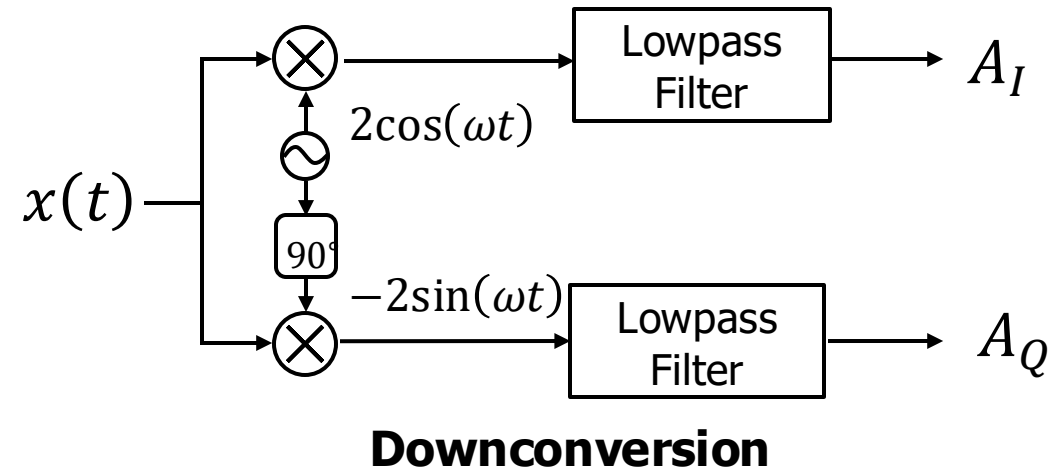 Lowpass
Filter
A_I
2cos(ωt)
x(t)
90°
−2sin(ωt)
Lowpass
Filter
A_Q
Downconversion